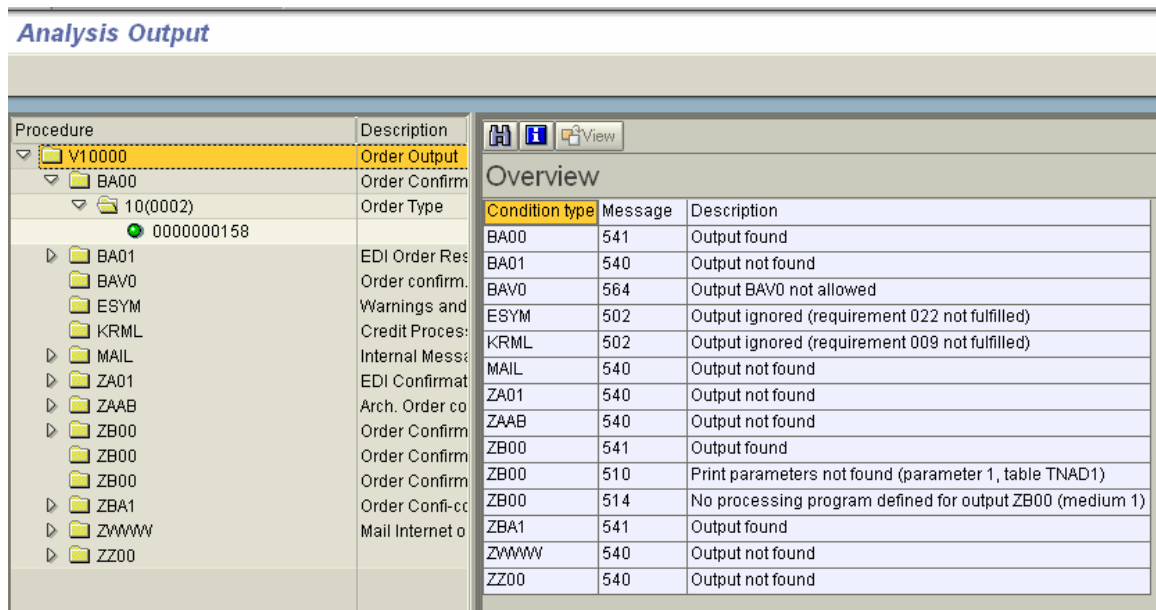 Analysis Output
Procedure Description
V10000 Order Output
BA00 Order Confirm
10(0002) Order Type
0000000158
BA01 EDI Order Res
BAV0 Order confirm.
ESYM Warnings and
KRML Credit Process
MAIL Internal Messa
ZA01 EDI Confirmat
ZAAB Arch. Order co
ZB00 Order Confirm
ZB00 Order Confirm
ZB00 Order Confirm
ZBA1 Order Confi-co
ZWWW Mail Internet o
ZZ00
View
Overview
Condition type Message Description
BA00 541 Output found
BA01 540 Output not found
BAV0 564 Output BAV0 not allowed
ESYM 502 Output ignored (requirement 022 not fulfilled)
KRML 502 Output ignored (requirement 009 not fulfilled)
MAIL 540 Output not found
ZA01 540 Output not found
ZAAB 540 Output not found
ZB00 541 Output found
ZB00 510 Print parameters not found (parameter 1, table TNAD1)
ZB00 514 No processing program defined for output ZB00 (medium 1)
ZBA1 541 Output found
ZWWW 540 Output not found
ZZ00 540 Output not found